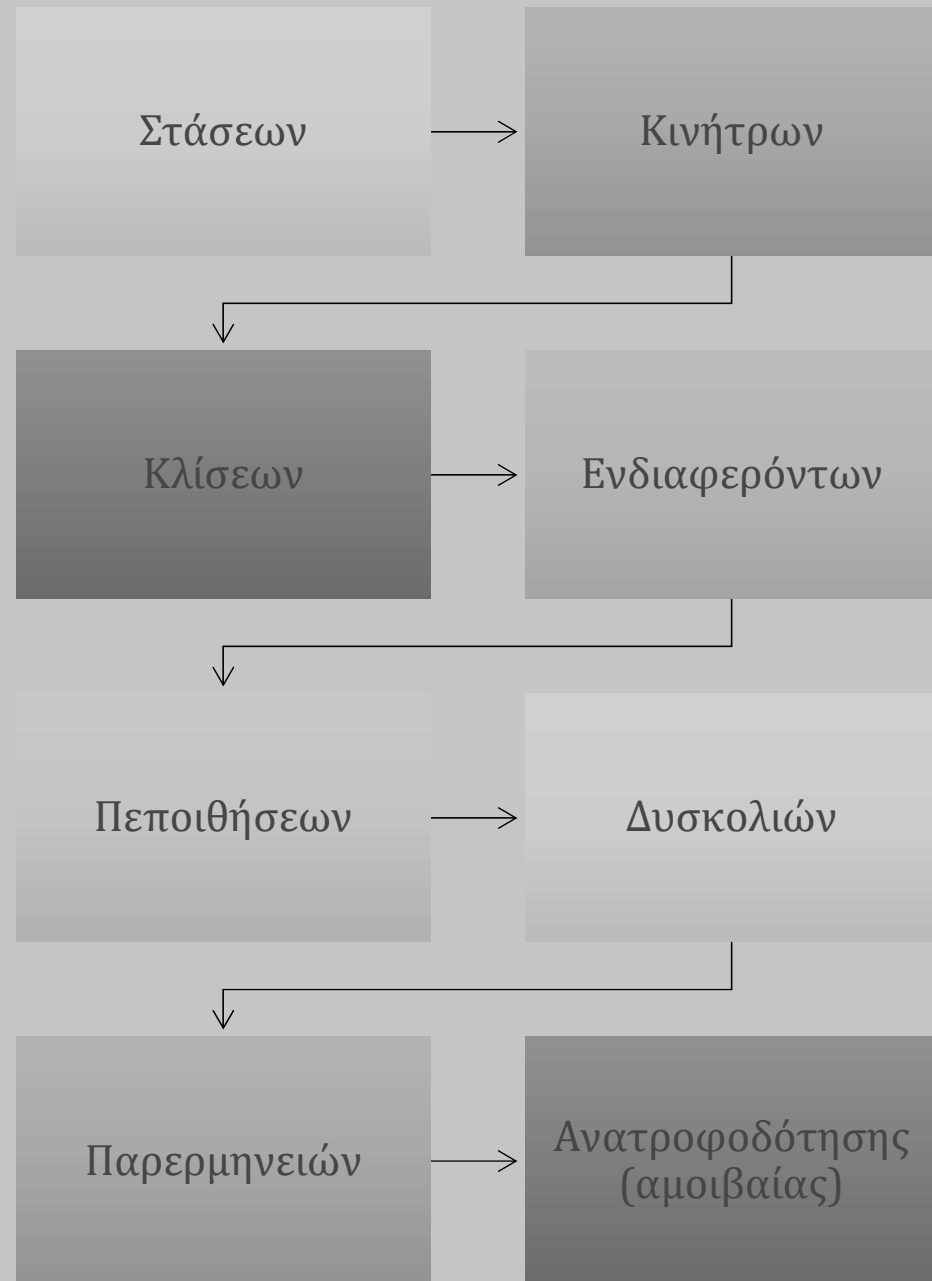 Στάσεων
Κινήτρων
Κλίσεων
Ενδιαφερόντων
Πεποιθήσεων
Δυσκολιών
Παρερμηνειών
Ανατροφοδότησης
(αμοιβαίας)